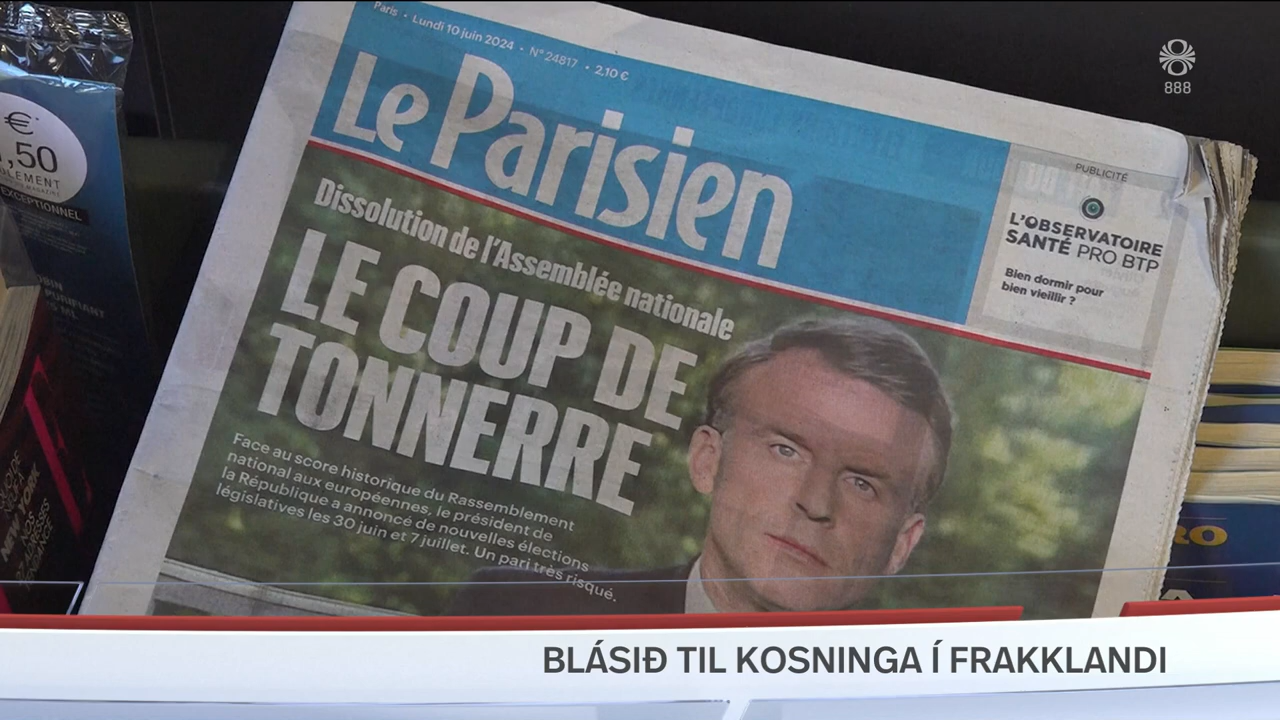 Paris • Lundi 10 juin 2024 • N° 24817 • 2,10 €
888
Le Parisien
€
,50
EXCEPTIONNEL
PUBLICITÉ
L'OBSERVATOIRE
SANTÉ PRO BTP
Bien dormir pour
bien vieillir ?
Dissolution de l'Assemblée nationale
LE COUP DE
TONNERRE
Face au score historique du Rassemblement
national aux européennes, le président de
la République a annoncé de nouvelles élections
législatives les 30 juin et 7 juillet. Un pari très risqué.
NEW YORK
BLÁSIÐ TIL KOSNINGA Í FRAKKLANDI